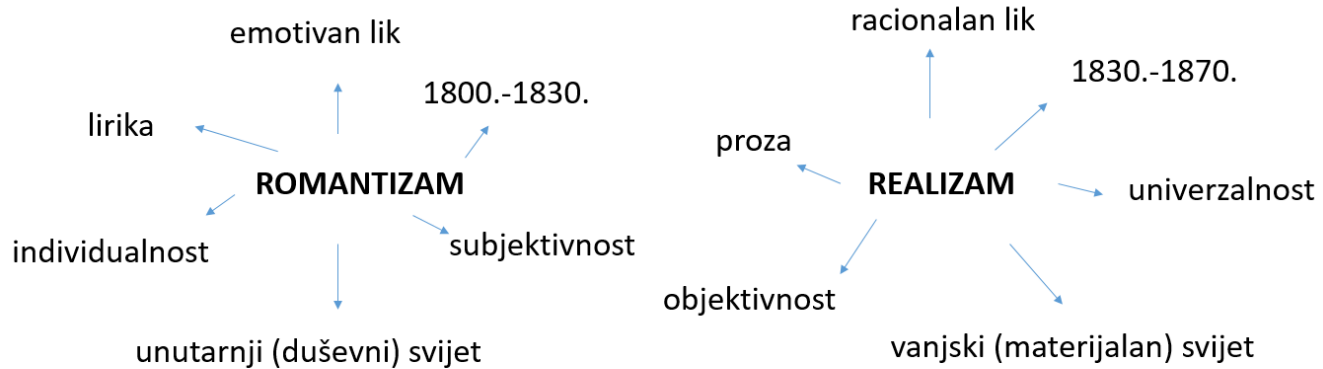 emotivan lik
1800.-1830.
lirika
ROMANTIZAM
individualnost
subjektivnost
unutarnji (duševni) svijet
racionalan lik
1830.-1870.
proza
REALIZAM
univerzalnost
objektivnost
vanjski (materijalan) svijet